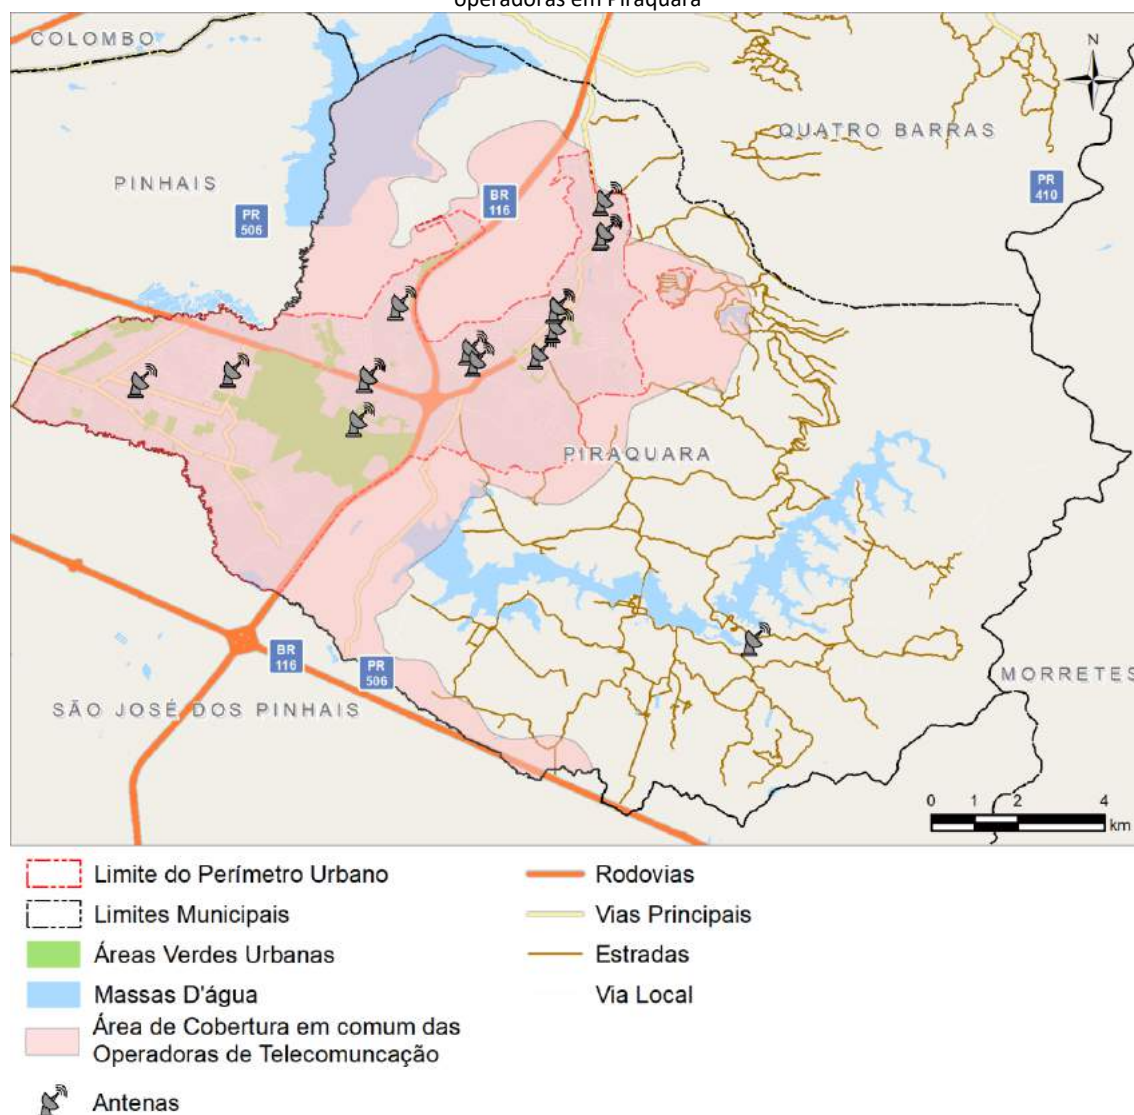 operadoras em Piraquara
COLOMBO
N
QUATRO BARRAS
PINHAIS
BR
116
PR
410
PR
506
PIRAQUARA
BR
116
PR
506
MORRETES
SÃO JOSÉ DOS PINHAIS
0 1 2 4
km
Limite do Perímetro Urbano
Limites Municipais
Áreas Verdes Urbanas
Massas D'água
Área de Cobertura em comum das
Operadoras de Telecomuncação
Antenas
Rodovias
Vias Principais
Estradas
Via Local